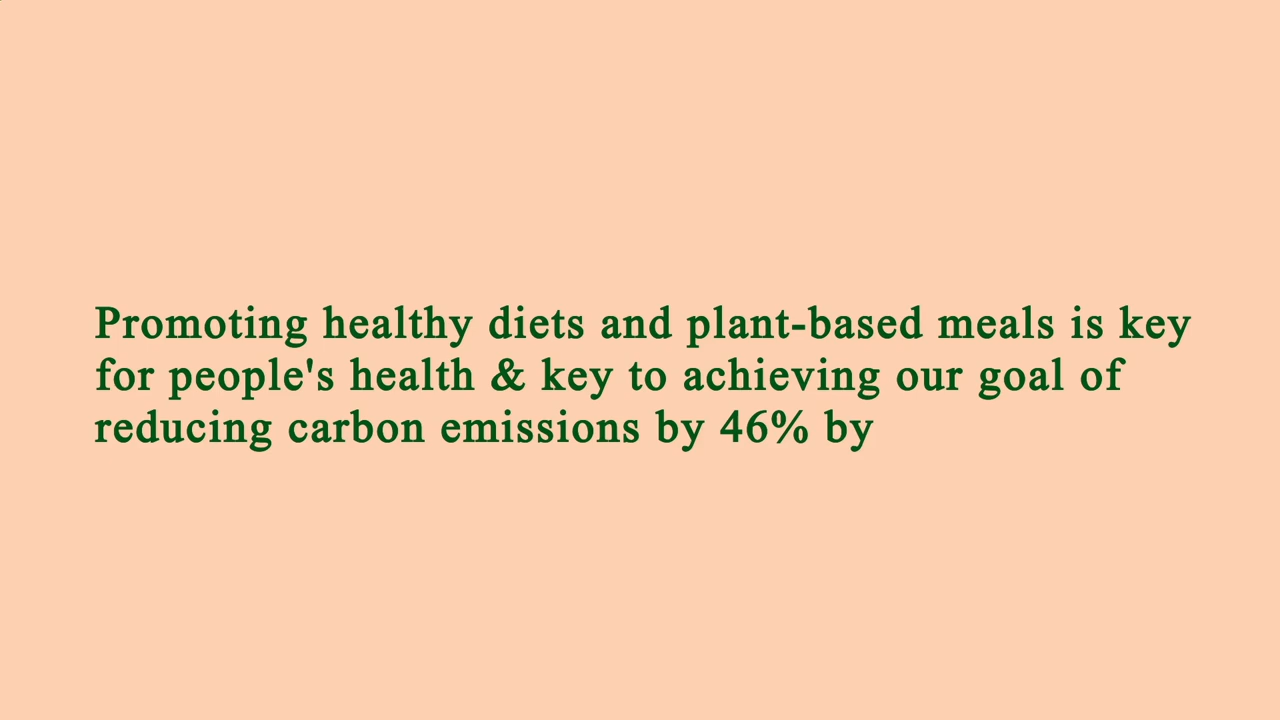 Promoting healthy diets and plant-based meals is key
for people's health & key to achieving our goal of
reducing carbon emissions by 46% by